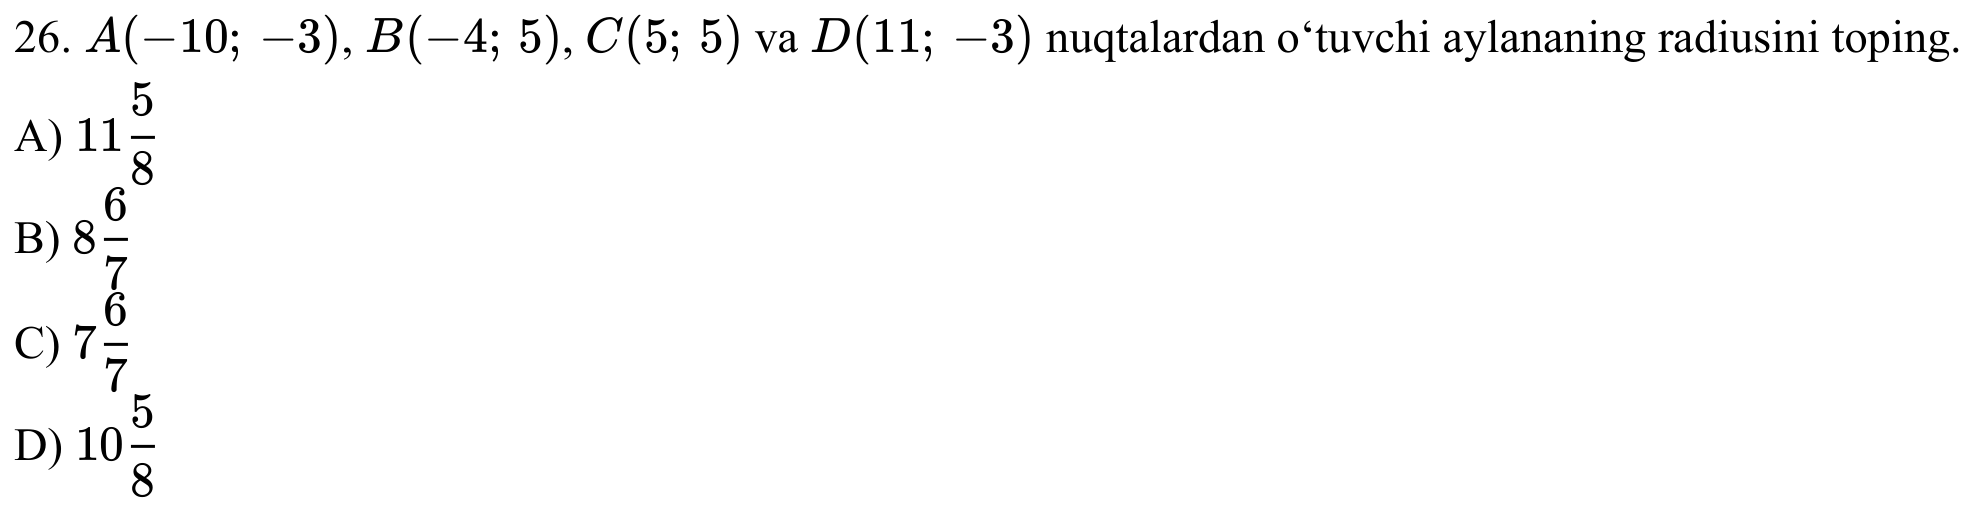 26. A(−10; −3), B(−4; 5), C(5; 5) va D(11; −3) nuqtalardan o‘tuvchi aylananing radiusini toping.
A) 11 5/8
B) 8 6/7
C) 7 6/7
D) 10 5/8